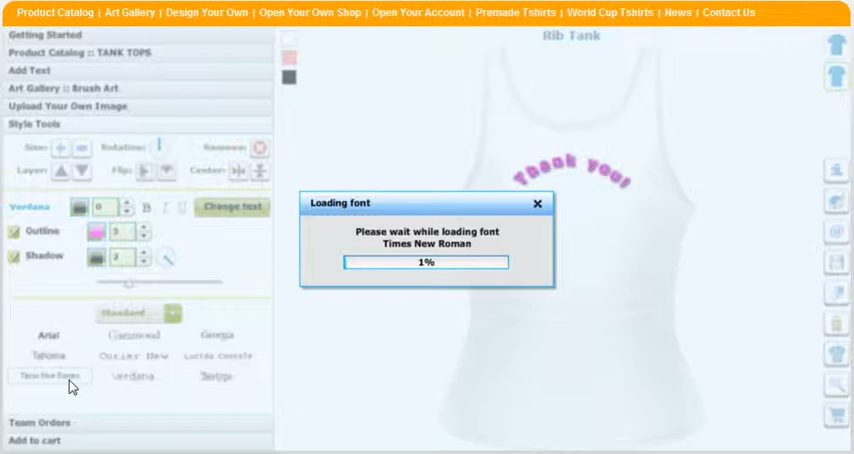 Product Catalog | Art Gallery | Design Your Own | Open Your Own Shop | Open Your Account | Premade Tshirts | World Cup Tshirts | News | Contact Us
Getting Started
Product Catalog :: TANK TOPS
Add Text
Art Gallery :: Brush Art
Upload Your Own Image
Style Tools
Size: Rotation: Remove:
Layer: Flip: Center:
Verdana 0 B I U Change text
Outline 3
Shadow 2
Standard
Arial Garamond Georgia
Tahoma Courier New Lucida Console
Times New Roman Verdana
Team Orders
Add to cart
Rib Tank
Thank you!
Loading font
Please wait while loading font
Times New Roman
1%